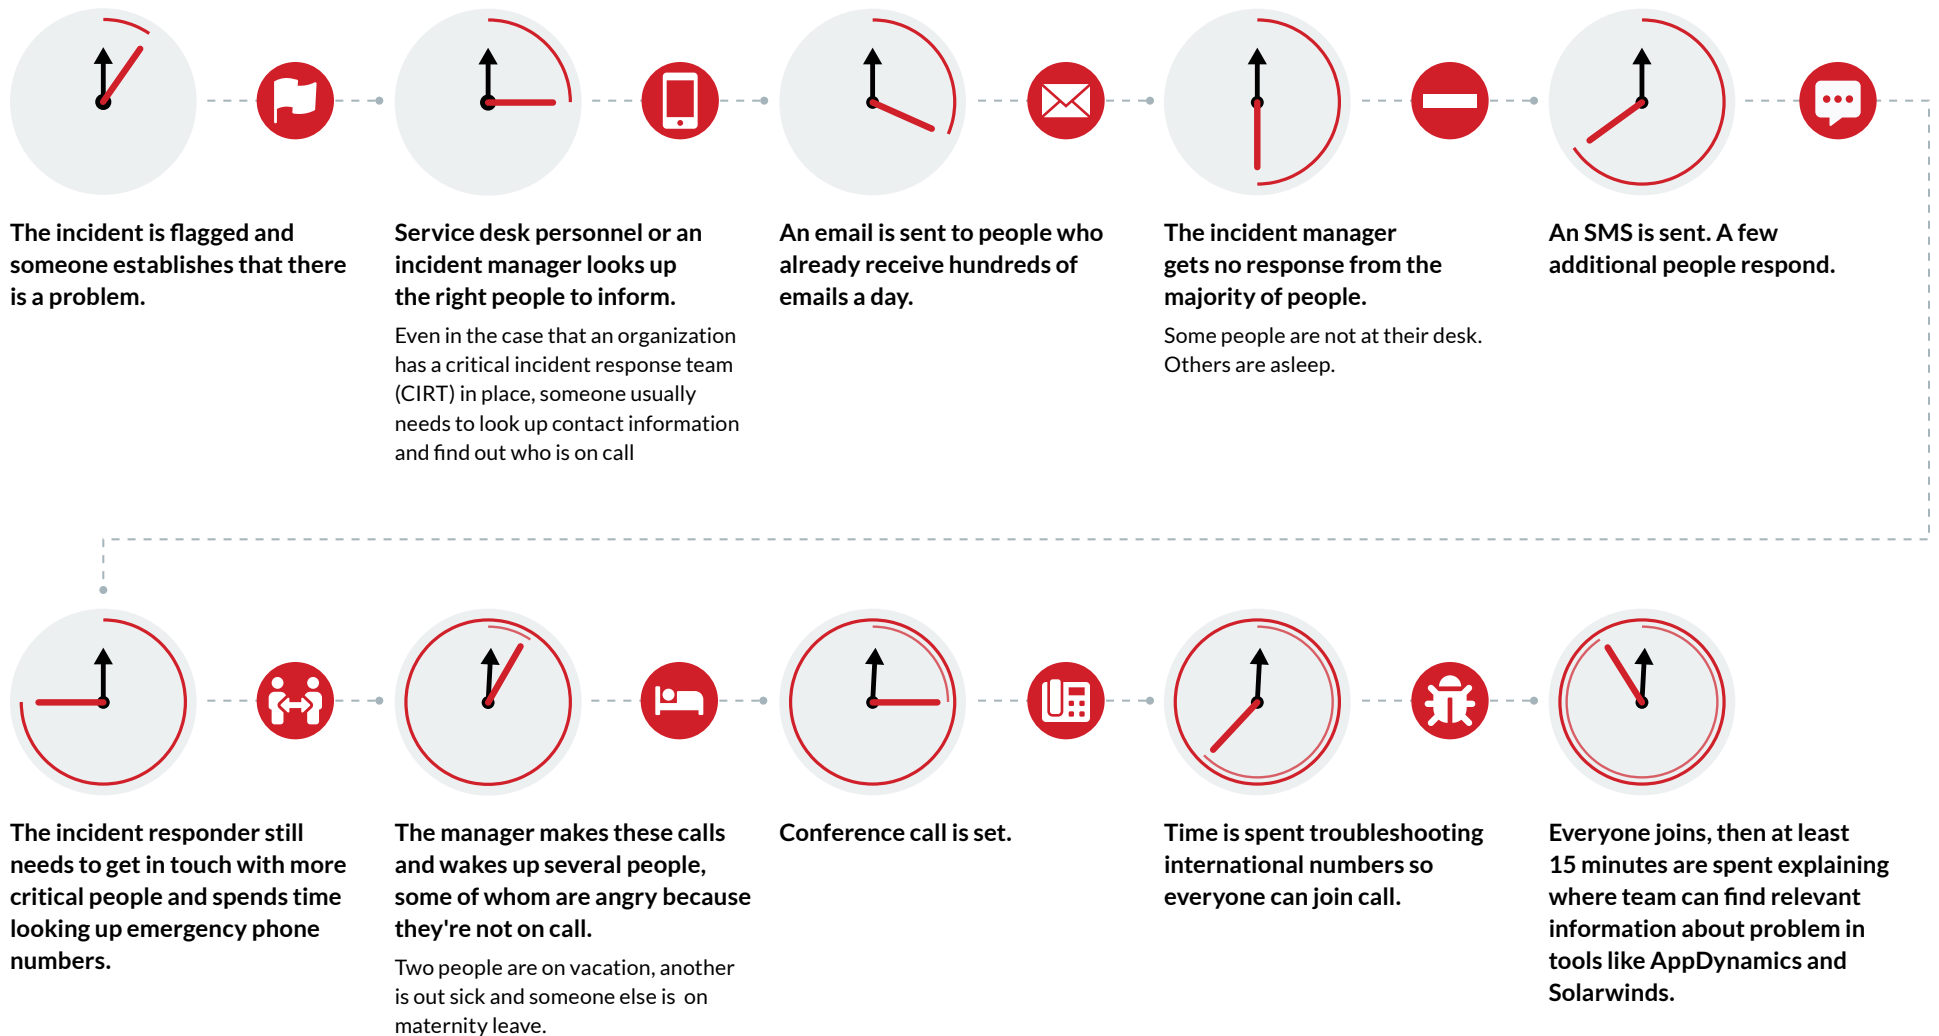 The incident is flagged and
someone establishes that there
is a problem.
Service desk personnel or an
incident manager looks up
the right people to inform.
Even in the case that an organization
has a critical incident response team
(CIRT) in place, someone usually
needs to look up contact information
and find out who is on call
An email is sent to people who
already receive hundreds of
emails a day.
The incident manager
gets no response from the
majority of people.
Some people are not at their desk.
Others are asleep.
An SMS is sent. A few
additional people respond.
The incident responder still
needs to get in touch with more
critical people and spends time
looking up emergency phone
numbers.
The manager makes these calls
and wakes up several people,
some of whom are angry because
they're not on call.
Two people are on vacation, another
is out sick and someone else is on
maternity leave.
Conference call is set.
Time is spent troubleshooting
international numbers so
everyone can join call.
Everyone joins, then at least
15 minutes are spent explaining
where team can find relevant
information about problem in
tools like AppDynamics and
Solarwinds.